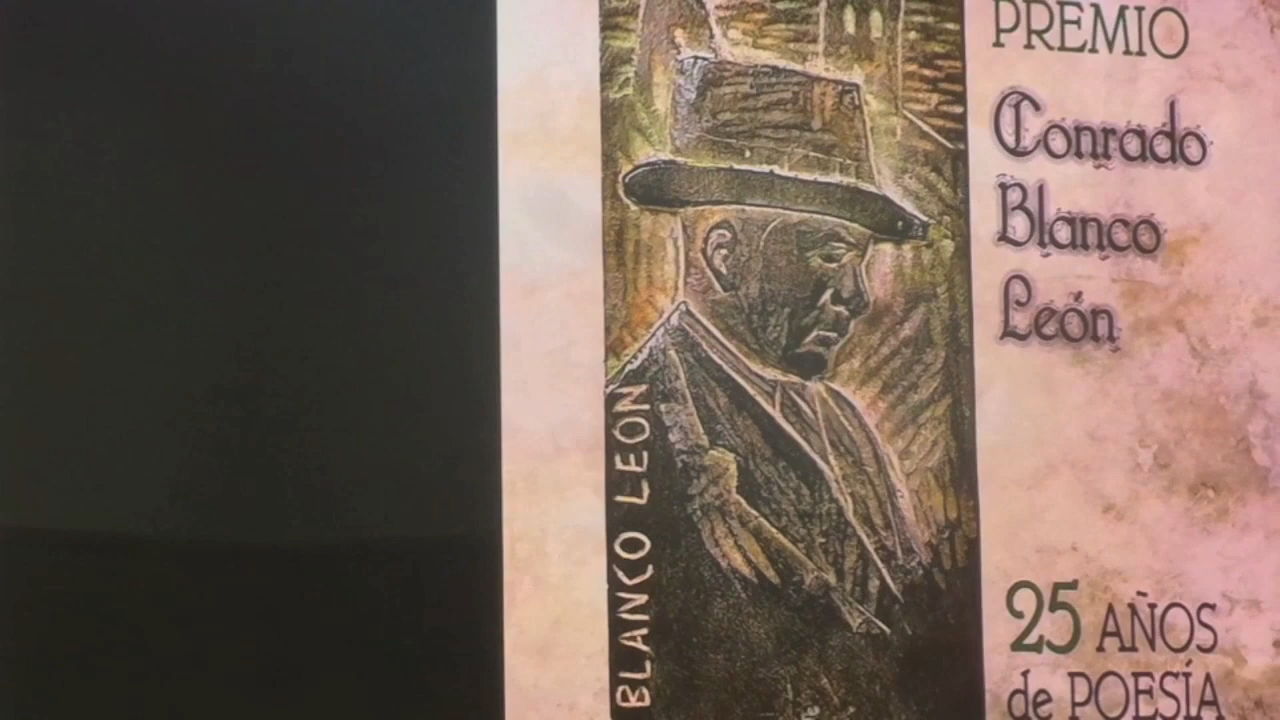 PREMIO
Conrado
Blanco
León
BLANCO LEÓN
25 AÑOS
de POESÍA